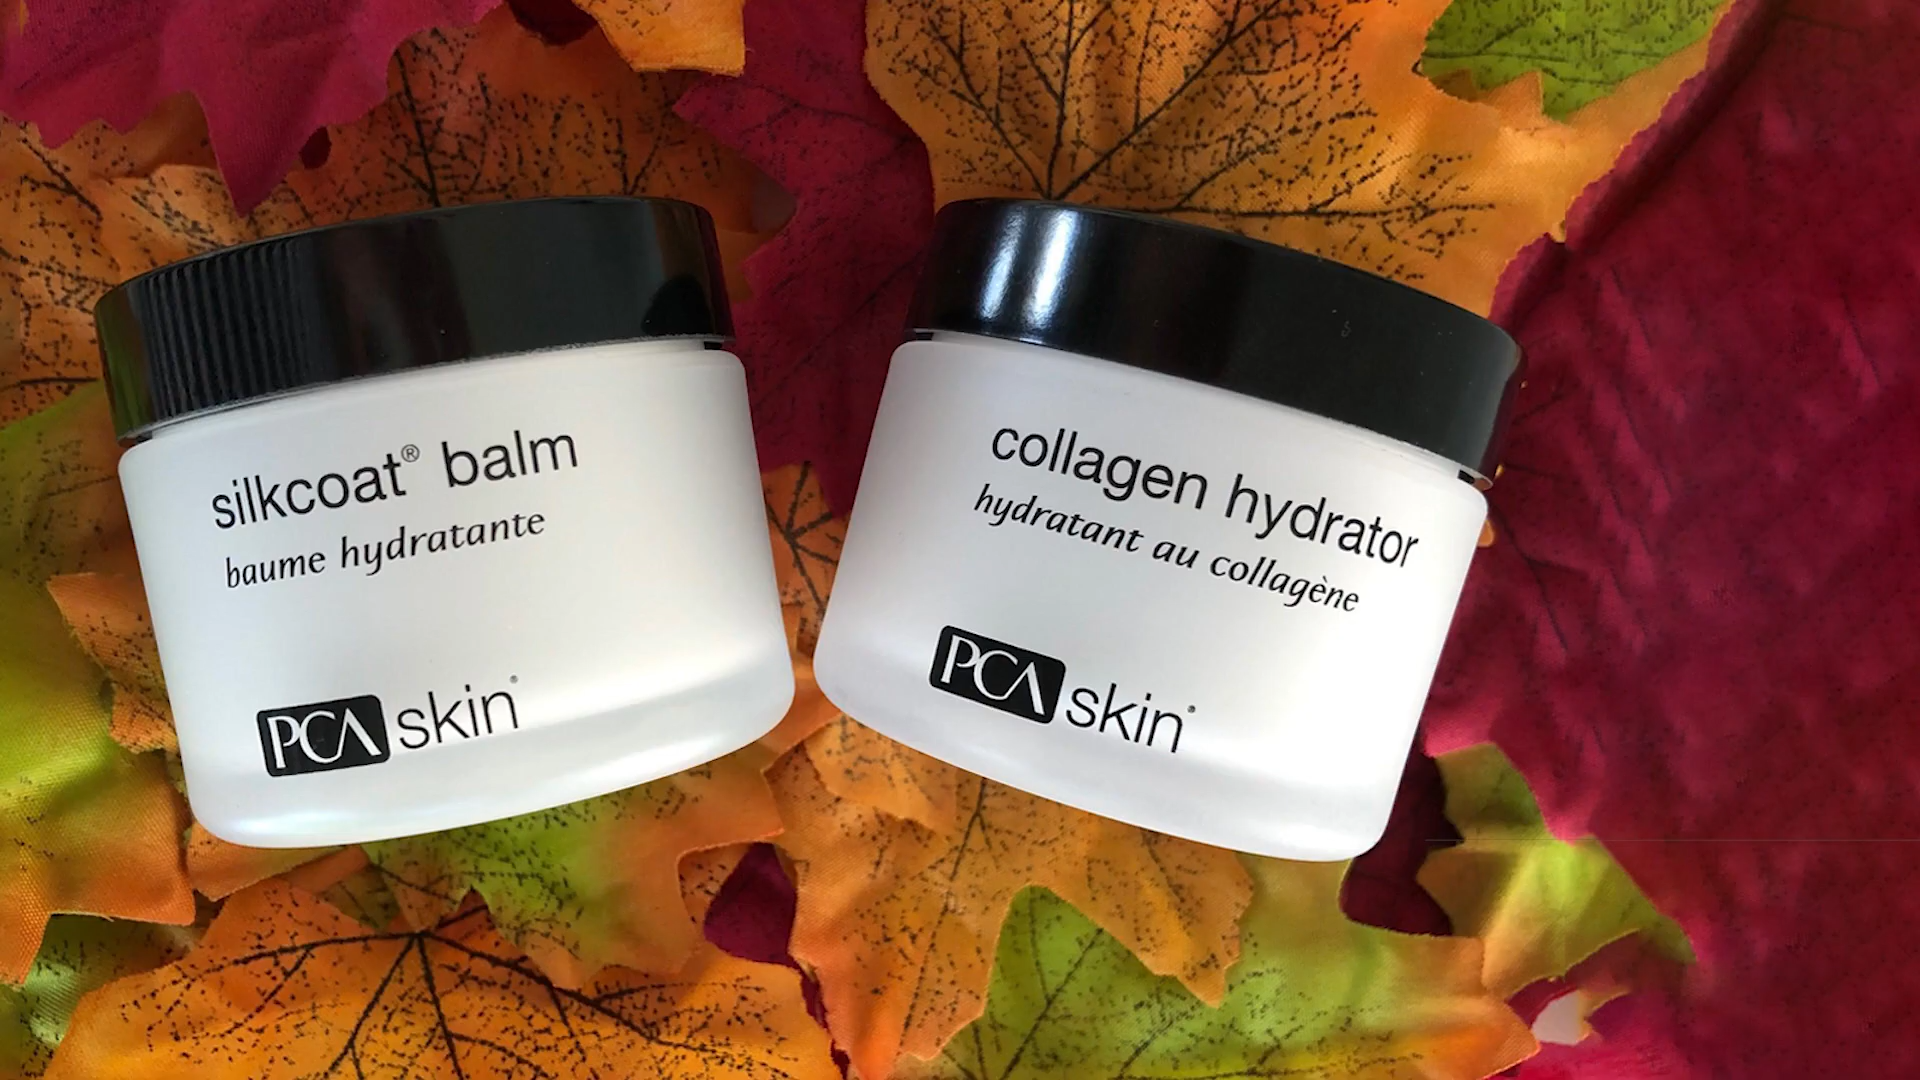 silkcoat® balm
baume hydratante
PCA skin®
collagen hydrator
hydratant au collagène
PCA skin®